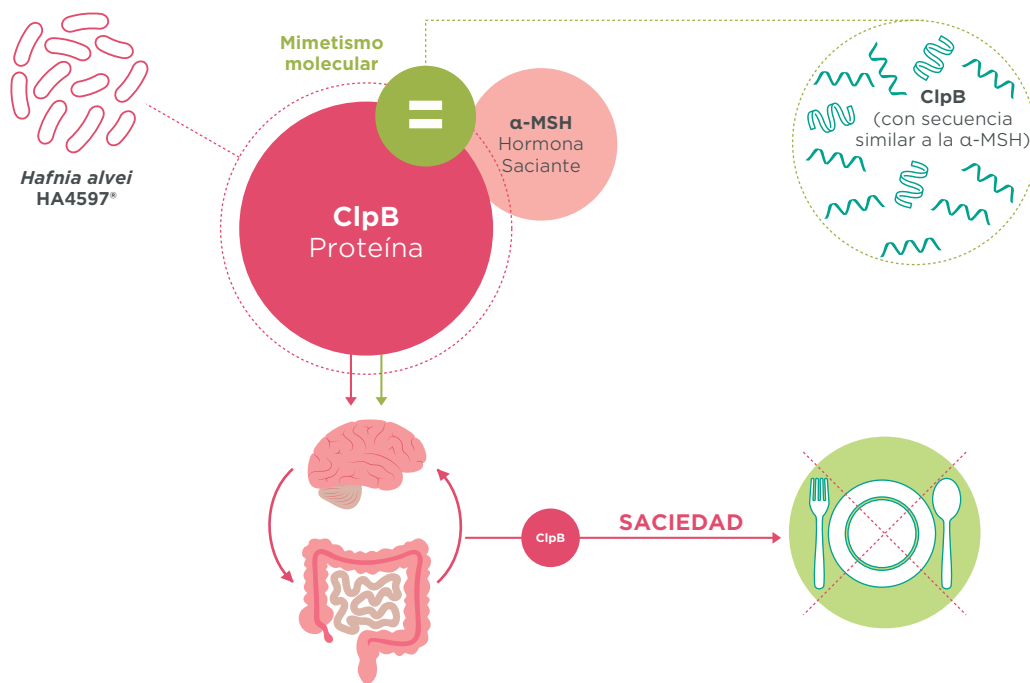 Mimetismo
molecular
=
α-MSH
Hormona
Saciante
ClpB
(con secuencia
similar a la α-MSH)
Hafnia alvei
HA4597®
ClpB
Proteína
ClpB
SACIEDAD